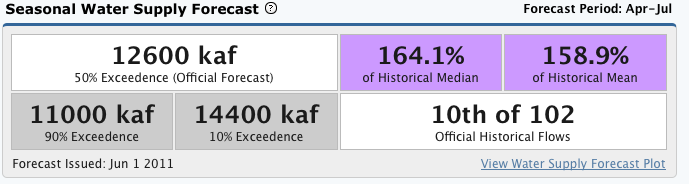 Seasonal Water Supply Forecast ?
Forecast Period: Apr-Jul
12600 kaf
50% Exceedence (Official Forecast)
164.1%
of Historical Median
158.9%
of Historical Mean
11000 kaf
90% Exceedence
14400 kaf
10% Exceedence
10th of 102
Official Historical Flows
Forecast Issued: Jun 1 2011
View Water Supply Forecast Plot